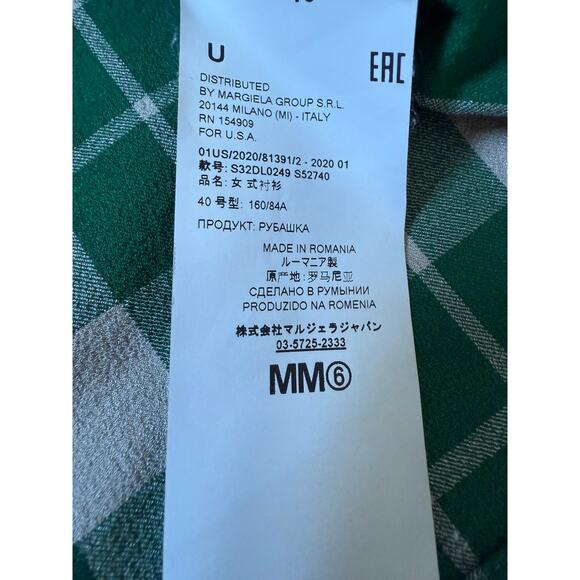 U
EAC
DISTRIBUTED
BY MARGIELA GROUP S.R.L.
20144 MILANO (MI) - ITALY
RN 154909
FOR U.S.A.
01US/2020/81391/2 - 2020 01
款号: S32DL0249 S52740
品名: 女 式衬衫
40 号型: 160/84A
ПРОДУКТ: РУБАШКА
MADE IN ROMANIA
ルーマニア製
原产地: 罗马尼亚
СДЕЛАНО В РУМЫНИИ
PRODUZIDO NA ROMENIA
株式会社マルジェラジャパン
03-5725-2333
MM⑥